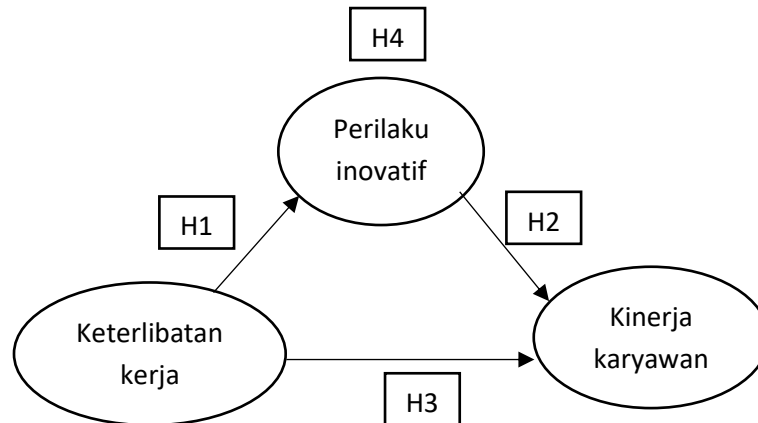 H4
Perilaku
inovatif
H1
H2
Keterlibatan
kerja
Kinerja
karyawan
H3